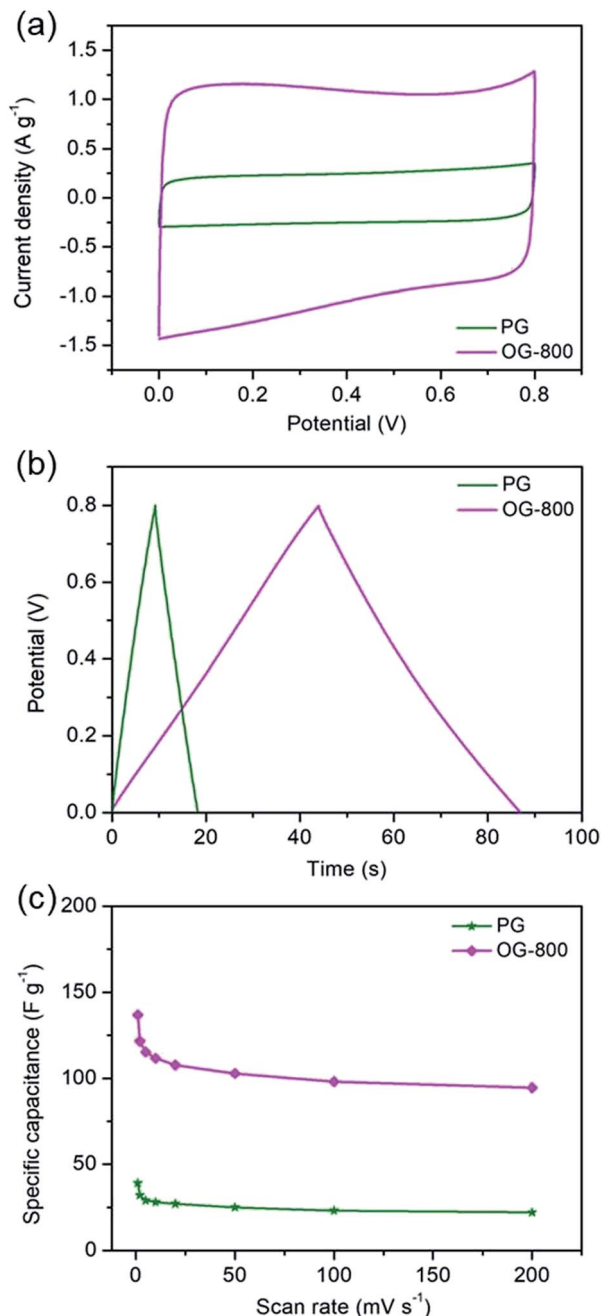 (a)
1.5
1.0
0.5
0.0
-0.5
-1.0
-1.5
Current density (A g⁻¹)
PG
OG-800
0.0 0.2 0.4 0.6 0.8
Potential (V)
(b)
0.8
0.6
0.4
0.2
0.0
Potential (V)
PG
OG-800
0 20 40 60 80 100
Time (s)
(c)
200
150
100
50
0
Specific capacitance (F g⁻¹)
PG
OG-800
0 50 100 150 200
Scan rate (mV s⁻¹)